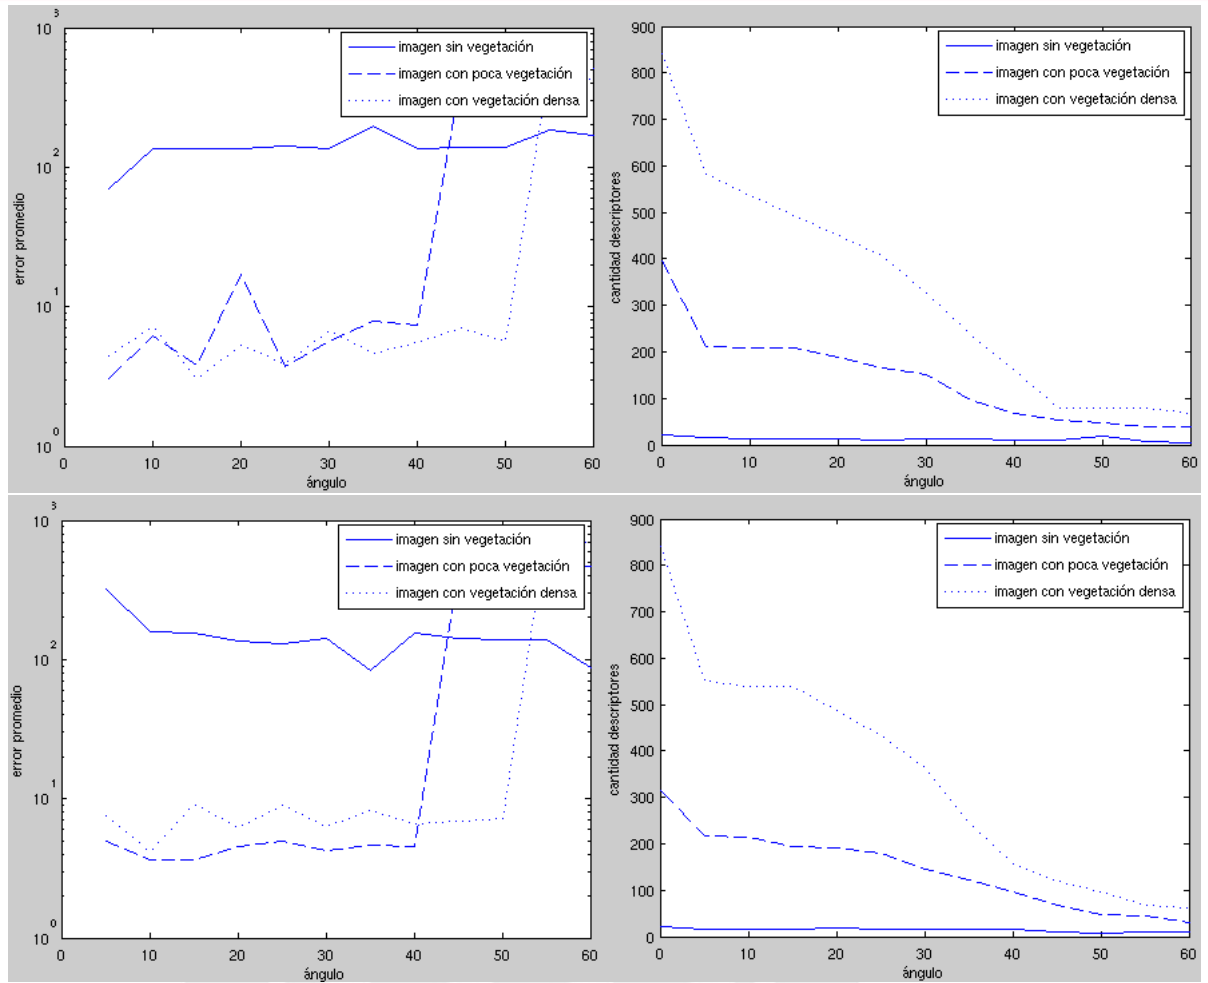 10 3
imagen sin vegetación
imagen con poca vegetación
imagen con vegetación densa
10 2
10 1
10 0
error promedio
0 10 20 30 40 50 60
ángulo
900
800
700
600
500
400
300
200
100
0
imagen sin vegetación
imagen con poca vegetación
imagen con vegetación densa
cantidad descriptores
0 10 20 30 40 50 60
ángulo
10 3
imagen sin vegetación
imagen con poca vegetación
imagen con vegetación densa
10 2
10 1
10 0
error promedio
0 10 20 30 40 50 60
ángulo
900
800
700
600
500
400
300
200
100
0
imagen sin vegetación
imagen con poca vegetación
imagen con vegetación densa
cantidad descriptores
0 10 20 30 40 50 60
ángulo